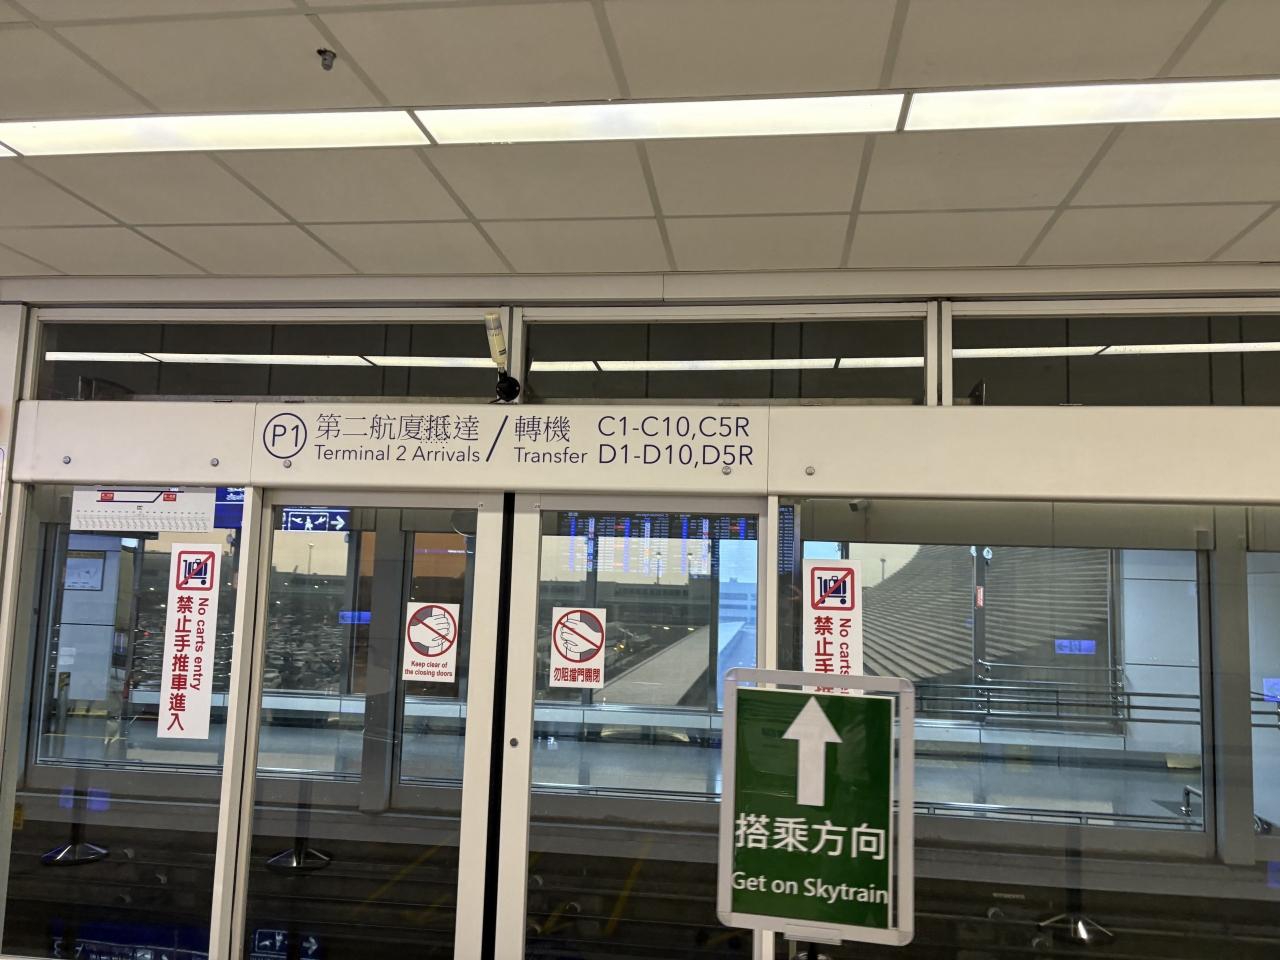 P1
第二航廈抵達 / 轉機 C1-C10,C5R
Terminal 2 Arrivals / Transfer D1-D10,D5R
No carts entry
禁止手推車進入
Keep clear of
the closing doors
勿阻擋門關閉
No carts
禁止手推
搭乘方向
Get on Skytrain